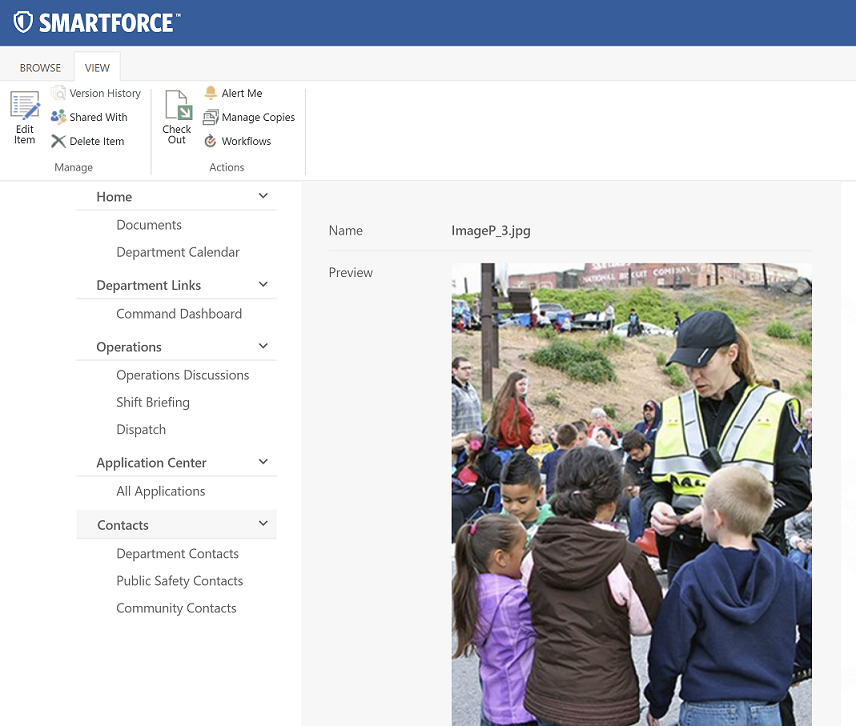 SMARTFORCE™
BROWSE
VIEW
Edit
Item
Version History
Shared With
Delete Item
Manage
Check
Out
Alert Me
Manage Copies
Workflows
Actions
Home
Documents
Department Calendar
Department Links
Command Dashboard
Operations
Operations Discussions
Shift Briefing
Dispatch
Application Center
All Applications
Contacts
Department Contacts
Public Safety Contacts
Community Contacts
Name
ImageP_3.jpg
Preview
NATIONAL BISCUIT COMPANY